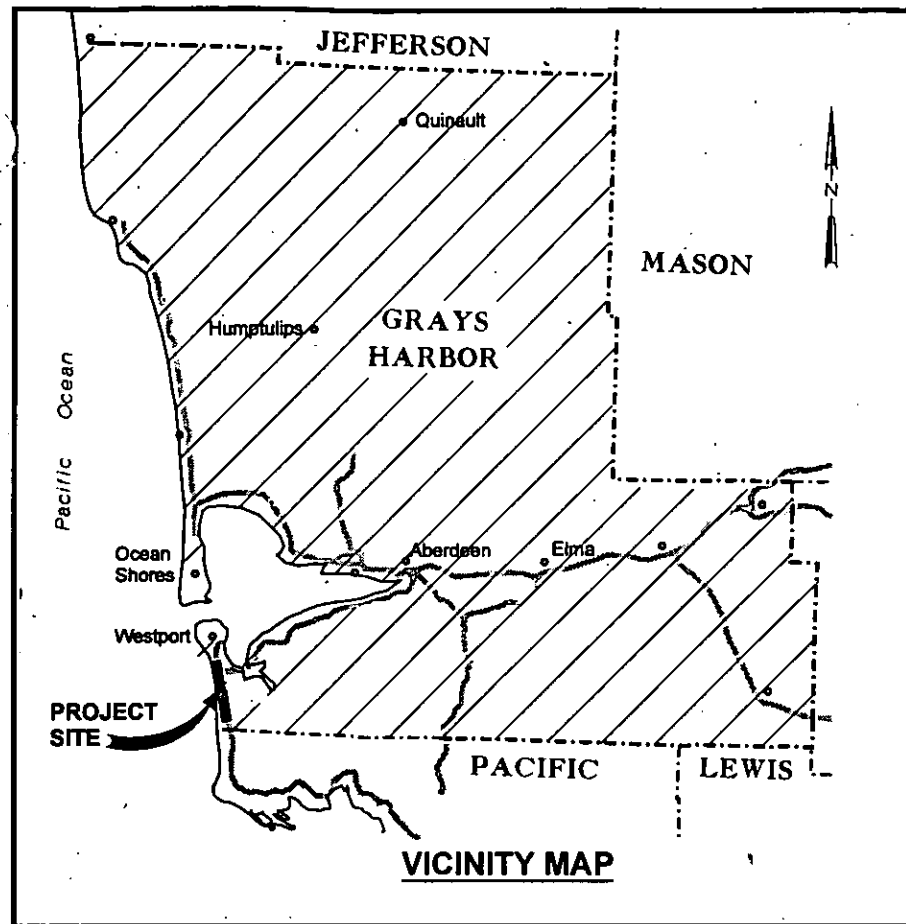 JEFFERSON
Quinault
N
MASON
Humptulips
GRAYS
HARBOR
Pacific Ocean
Ocean
Shores
Aberdeen
Elma
Westport
PROJECT
SITE
PACIFIC
LEWIS
VICINITY MAP